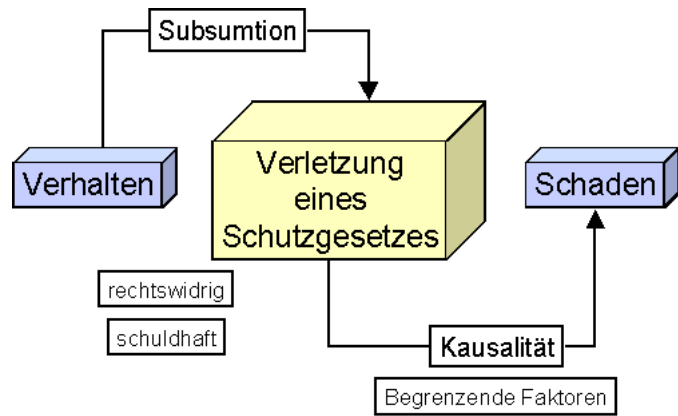 Subsumtion
Verhalten
Verletzung
eines
Schutzgesetzes
Schaden
rechtswidrig
schuldhaft
Kausalität
Begrenzende Faktoren